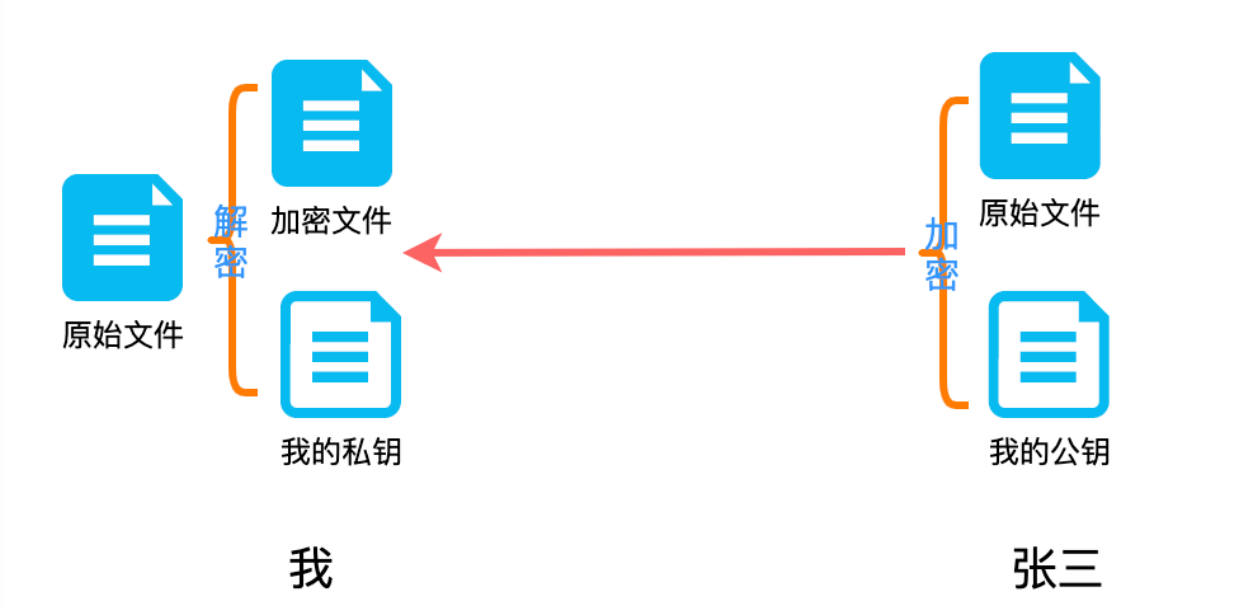 原始文件
解密
加密文件
我的私钥
我
加密
原始文件
我的公钥
张三